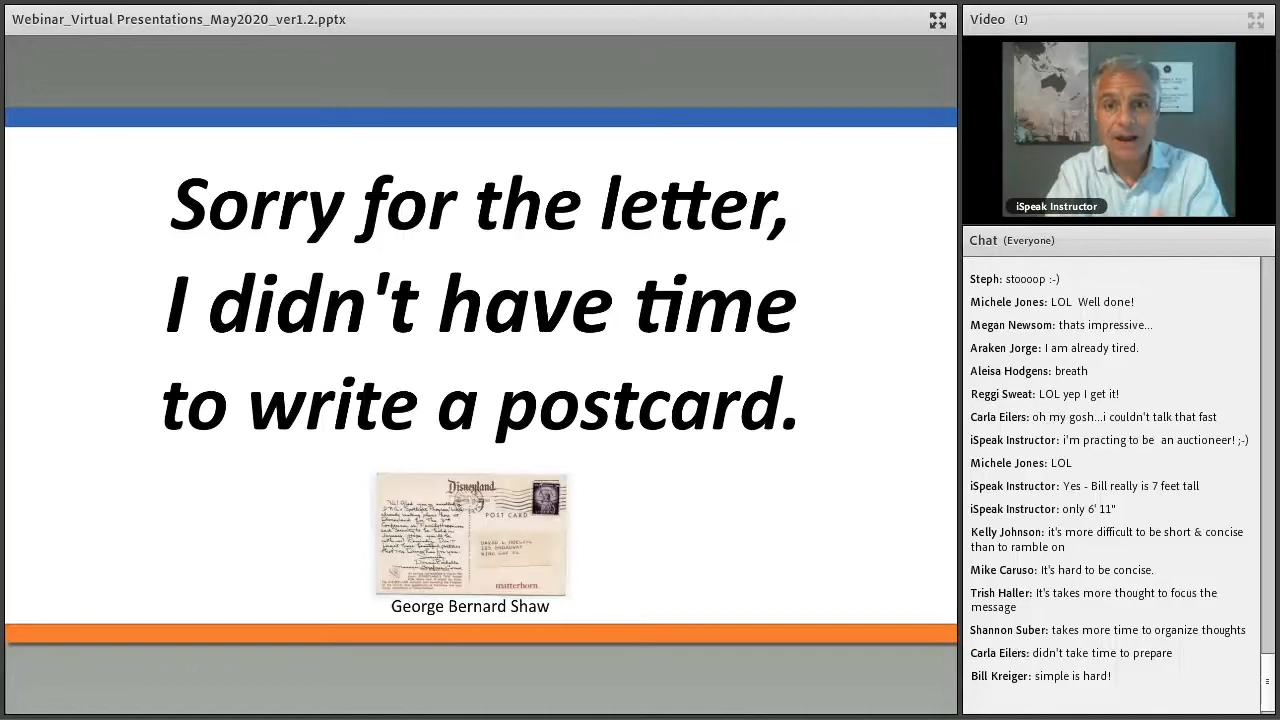 Webinar_Virtual Presentations_May2020_ver1.2.pptx
Sorry for the letter,
I didn't have time
to write a postcard.
Disneyland
POST CARD
matterhorn
George Bernard Shaw
Video (1)
iSpeak Instructor
Chat (Everyone)
Steph: stoooop :-)
Michele Jones: LOL Well done!
Megan Newsom: thats impressive...
Araken Jorge: I am already tired.
Aleisa Hodgens: breath
Reggi Sweat: LOL yep I get it!
Carla Eilers: oh my gosh...i couldn't talk that fast
iSpeak Instructor: i'm practing to be an auctioneer! ;-)
Michele Jones: LOL
iSpeak Instructor: Yes - Bill really is 7 feet tall
iSpeak Instructor: only 6' 11"
Kelly Johnson: it's more difficult to be short & concise
than to ramble on
Mike Caruso: It's hard to be concise
Trish Haller: It's takes more thought to focus the
message
Shannon Suber: takes more time to organize thoughts
Carla Eilers: didn't take time to prepare
Bill Kreiger: simple is hard!